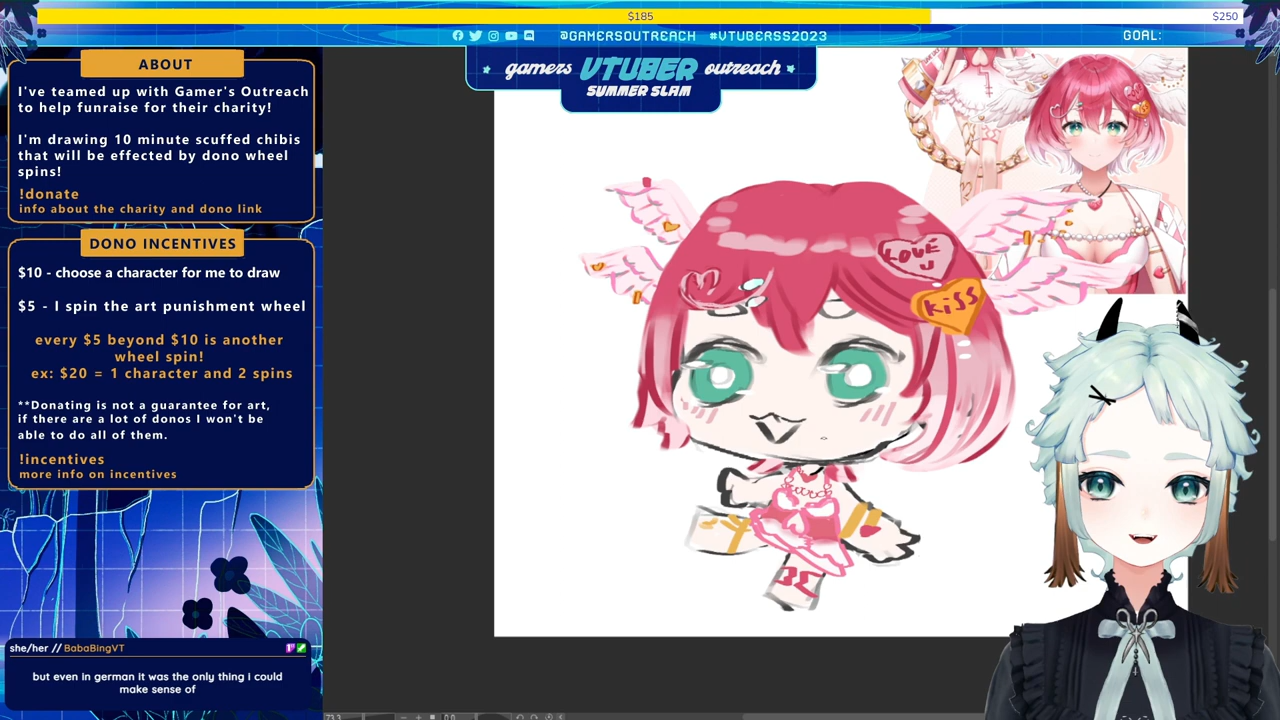 $185
$250
@GAMERSOUTREACH #VTUBERSS2023
GOAL:
gamers VTUBER outreach
SUMMER SLAM
ABOUT
I've teamed up with Gamer's Outreach
to help funraise for their charity!
I'm drawing 10 minute scuffed chibis
that will be effected by dono wheel
spins!
!donate
info about the charity and dono link
DONO INCENTIVES
$10 - choose a character for me to draw
$5 - I spin the art punishment wheel
every $5 beyond $10 is another
wheel spin!
ex: $20 = 1 character and 2 spins
**Donating is not a guarantee for art,
if there are a lot of donos I won't be
able to do all of them.
!incentives
more info on incentives
LOVE
U
KiSS
she/her // BabaBingVT
but even in german it was the only thing i could
make sense of